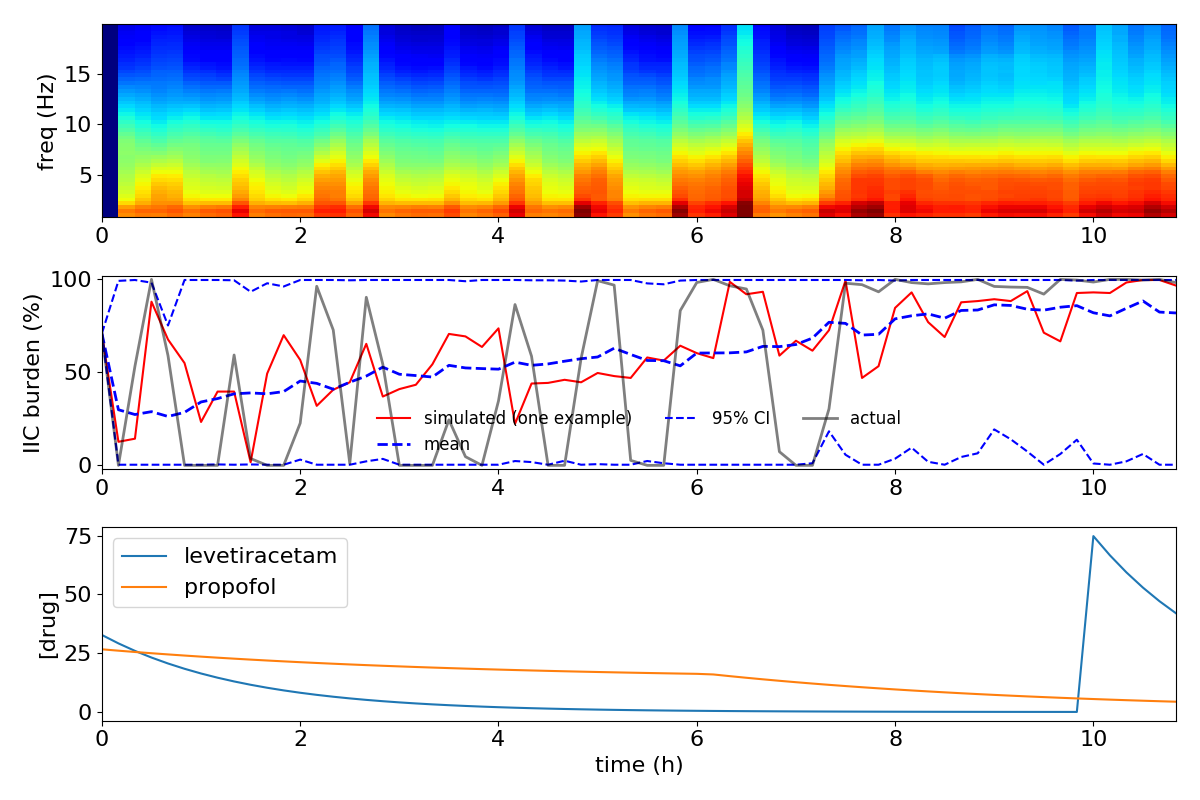 freq (Hz)
15
10
5
0 2 4 6 8 10
IIC burden (%)
100
50
0
simulated (one example) 95% CI actual
mean
0 2 4 6 8 10
[drug]
75
50
25
0
levetiracetam
propofol
0 2 4 6 8 10
time (h)